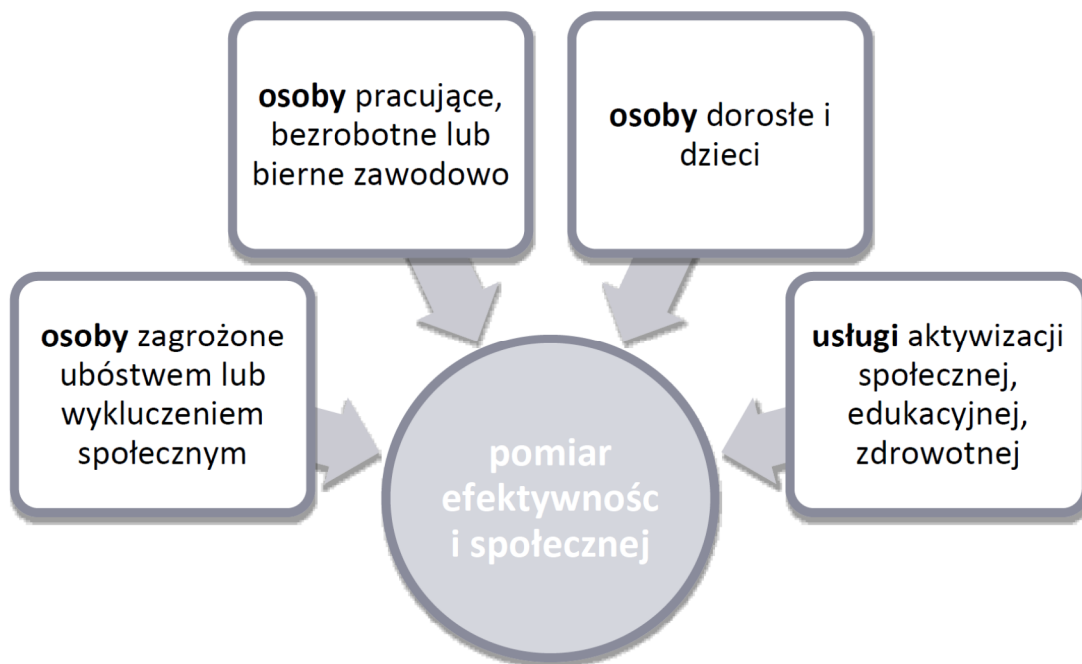 osoby pracujące,
bezrobotne lub
bierne zawodowo
osoby dorosłe i
dzieci
osoby zagrożone
ubóstwem lub
wykluczeniem
społecznym
usługi aktywizacji
społecznej,
edukacyjnej,
zdrowotnej
pomiar
efektywnośc
i społecznej